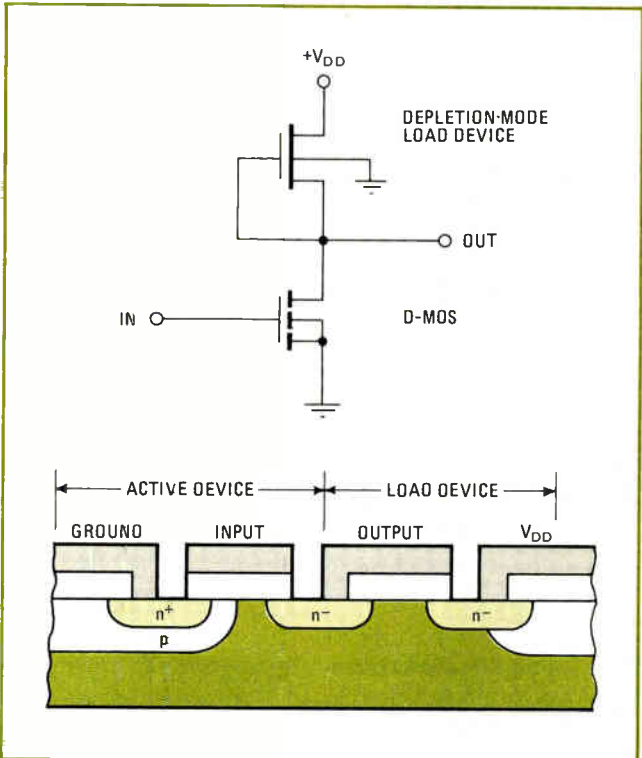 +VDD
DEPLETION-MODE
LOAD DEVICE
OUT
IN
D-MOS
ACTIVE DEVICE
LOAD DEVICE
GROUND
INPUT
OUTPUT
VDD
n+
n−
n−
p